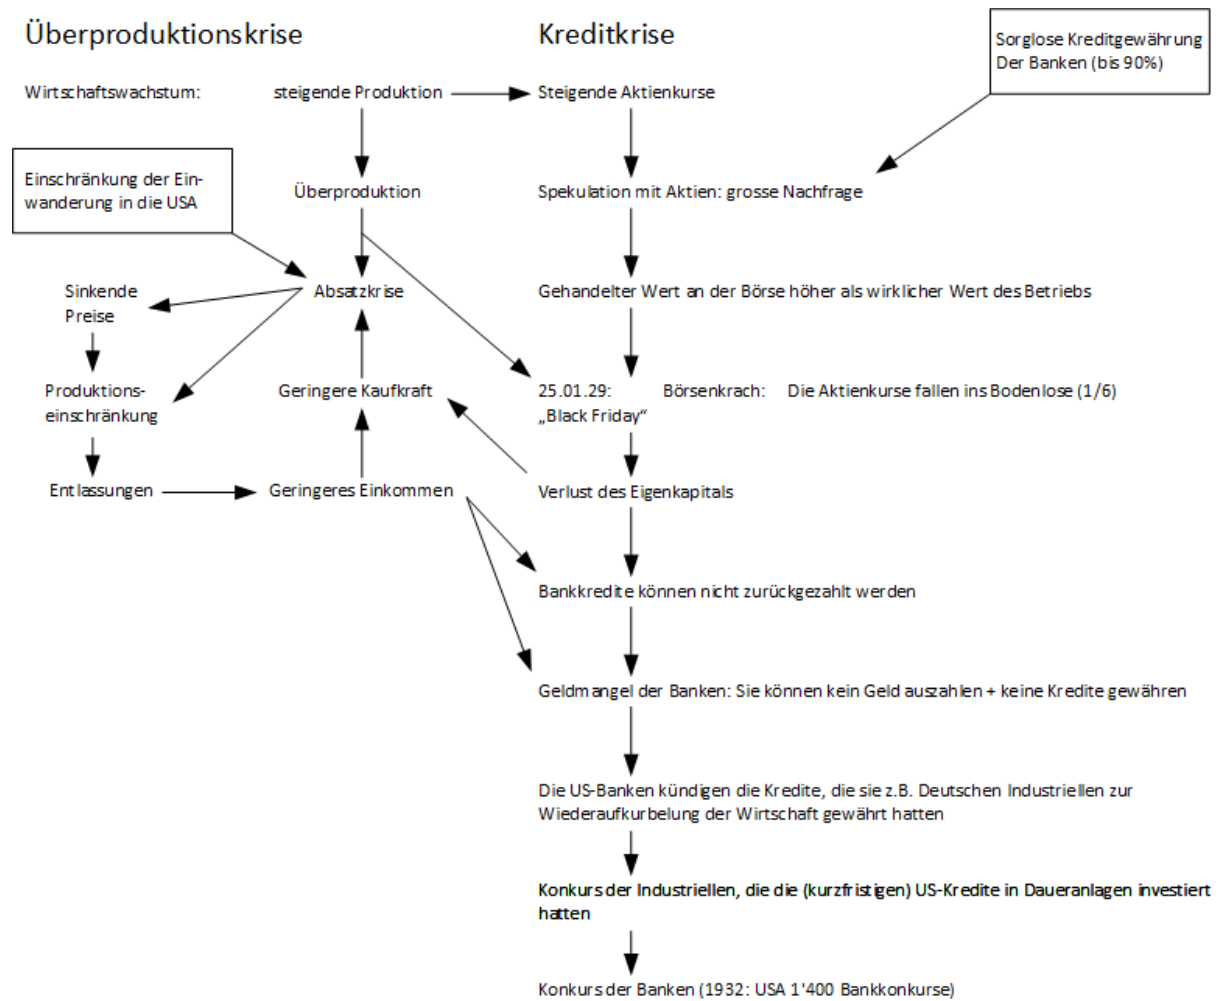 Überproduktionskrise
Kreditkrise
Sorglose Kreditgewährung
Der Banken (bis 90%)
Wirtschaftswachstum:
steigende Produktion
Steigende Aktienkurse
Einschränkung der Ein-
wanderung in die USA
Überproduktion
Spekulation mit Aktien: grosse Nachfrage
Sinkende
Preise
Absatzkrise
Gehandelter Wert an der Börse höher als wirklicher Wert des Betriebs
Produktions-
einschränkung
Geringere Kaufkraft
25.01.29: Börsenkrach: Die Aktienkurse fallen ins Bodenlose (1/6)
„Black Friday“
Entlassungen
Geringeres Einkommen
Verlust des Eigenkapitals
Bankkredite können nicht zurückgezahlt werden
Geldmangel der Banken: Sie können kein Geld auszahlen + keine Kredite gewähren
Die US-Banken kündigen die Kredite, die sie z.B. Deutschen Industriellen zur
Wiederaufkurbelung der Wirtschaft gewährt hatten
Konkurs der Industriellen, die die (kurzfristigen) US-Kredite in Daueranlagen investiert
hatten
Konkurs der Banken (1932: USA 1'400 Bankkonkurse)